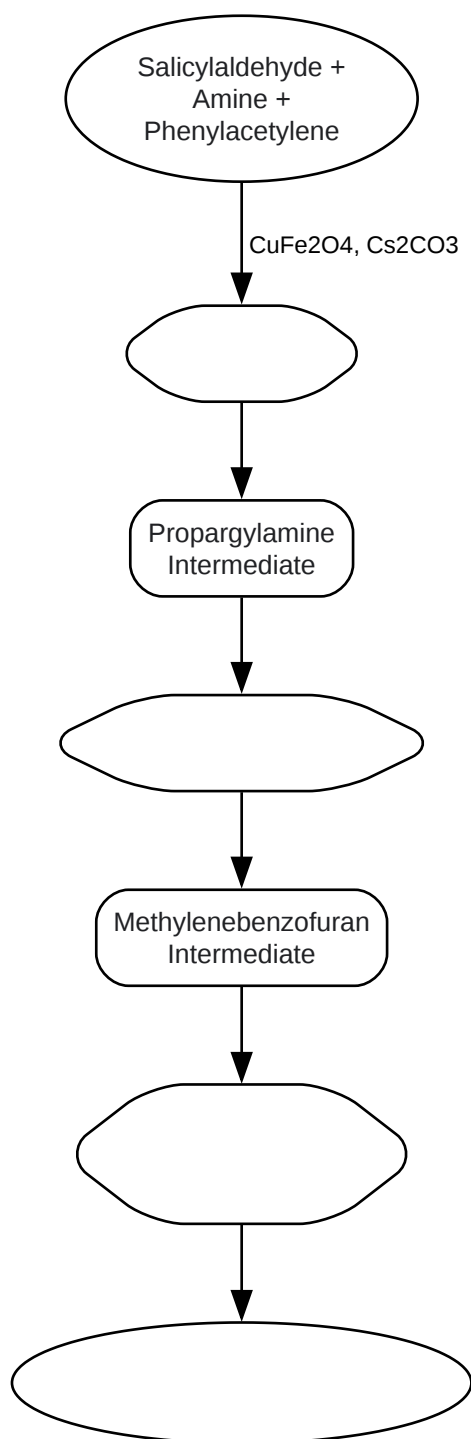 Salicylaldehyde +
Amine +
Phenylacetylene
CuFe2O4, Cs2CO3
Propargylamine
Intermediate
Methylenebenzofuran
Intermediate